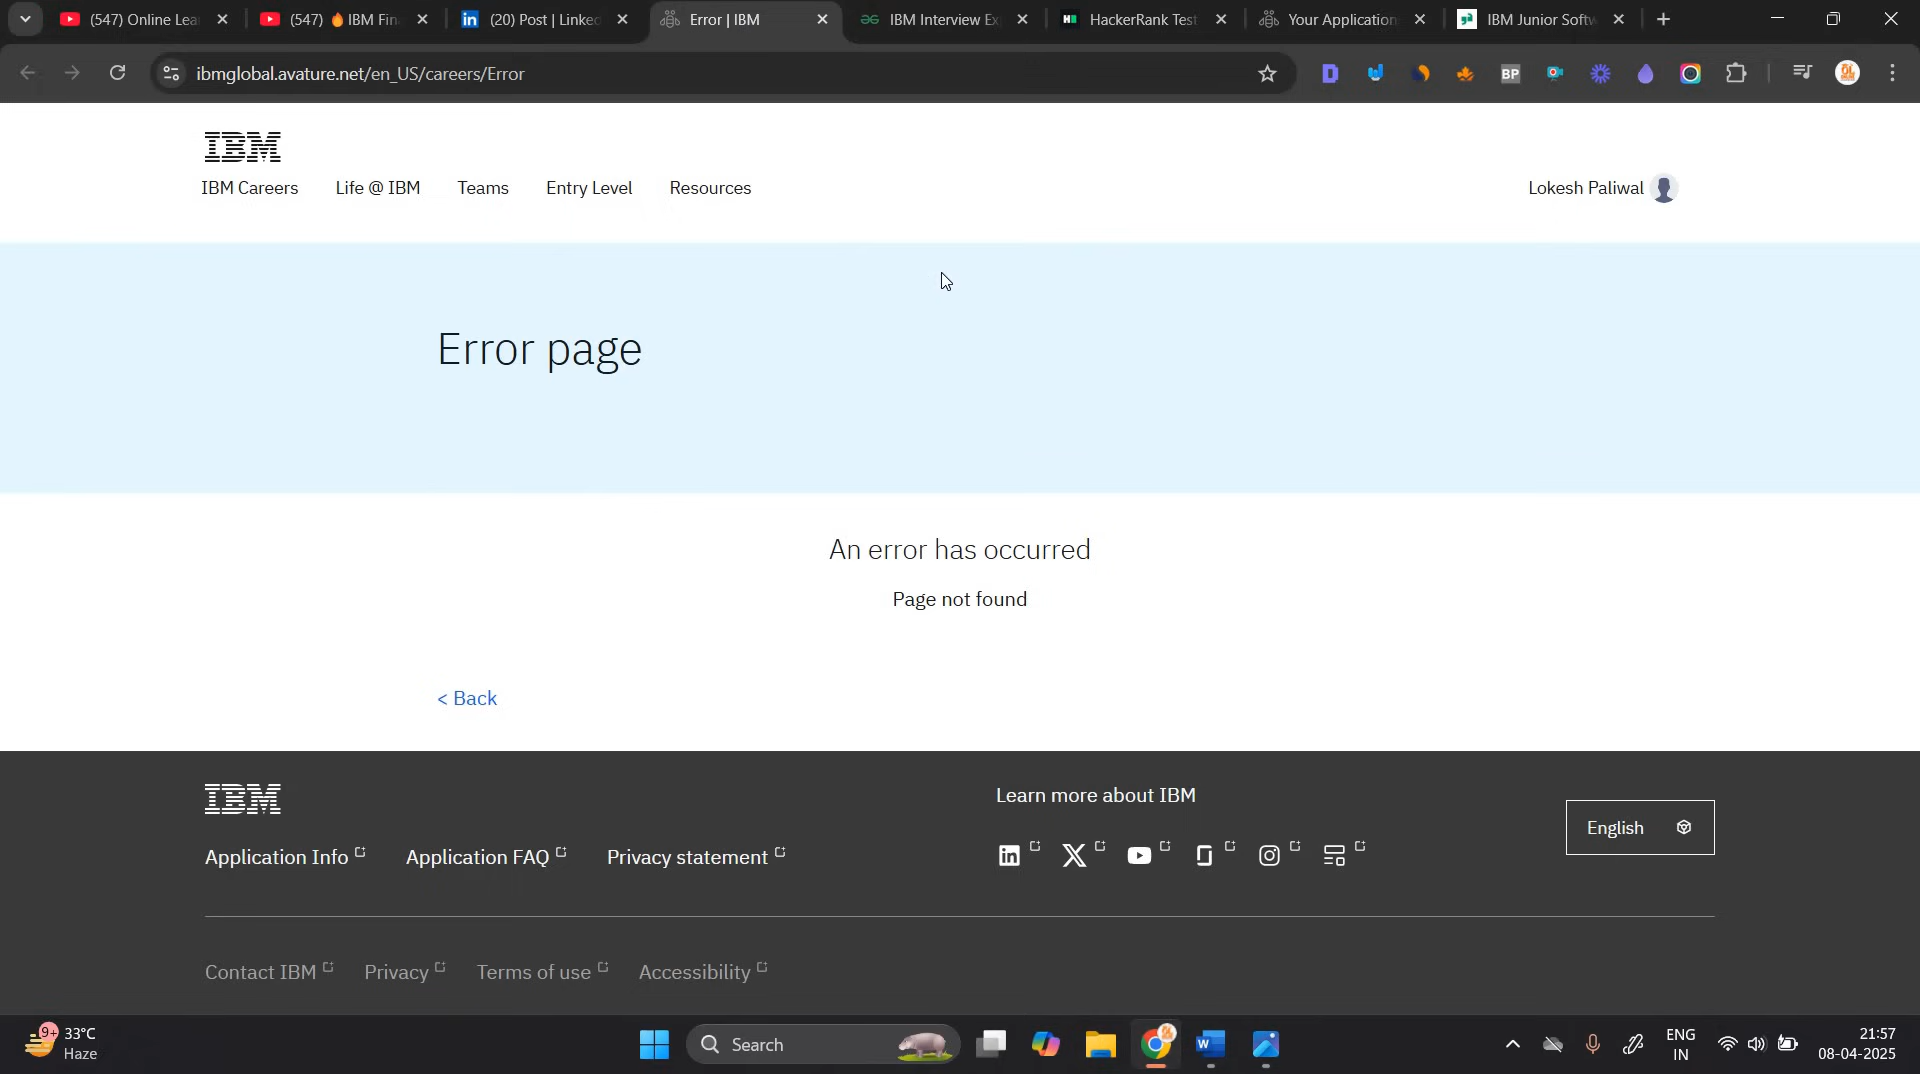 (547) Online Lea
(547) 🔥IBM Fin
(20) Post | Linked
Error | IBM
IBM Interview Ex
HackerRank Test
Your Application
IBM Junior Softw
ibmglobal.avature.net/en_US/careers/Error
BP
IBM
IBM Careers
Life @ IBM
Teams
Entry Level
Resources
Lokesh Paliwal
Error page
An error has occurred
Page not found
< Back
IBM
Learn more about IBM
English
Application Info
Application FAQ
Privacy statement
Contact IBM
Privacy
Terms of use
Accessibility
9+
33°C
Haze
Search
ENG
IN
21:57
08-04-2025